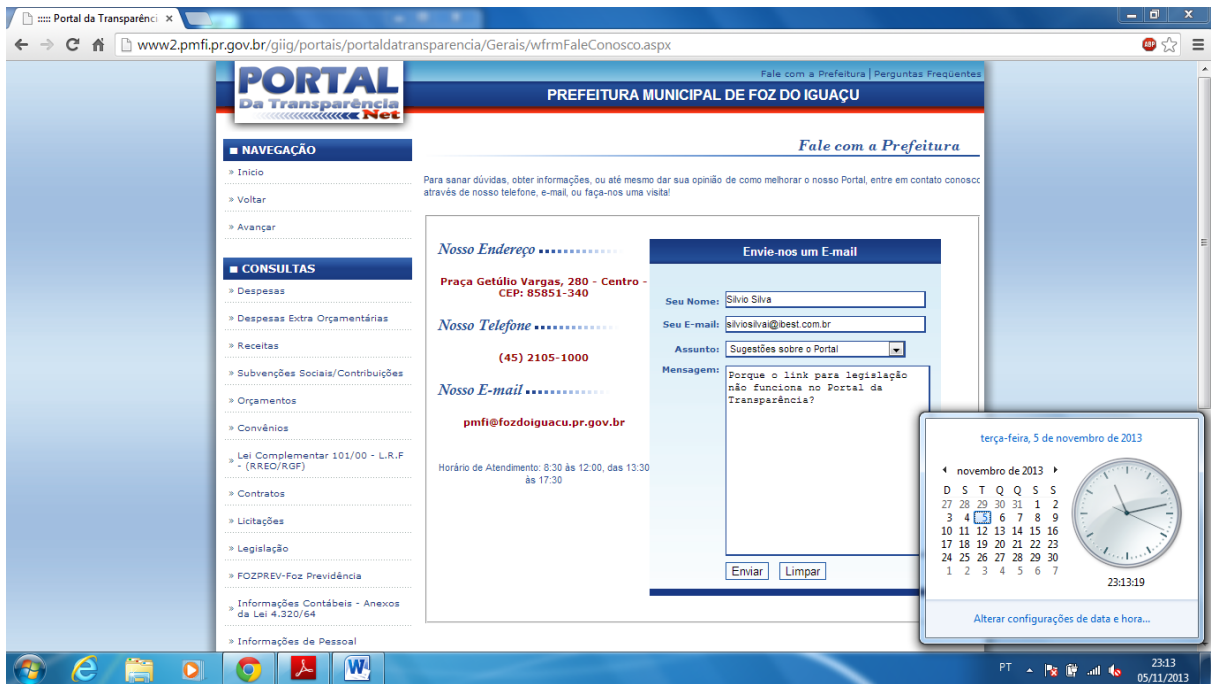 ::::: Portal da Transparênci
www2.pmfi.pr.gov.br/giig/portais/portaldatransparencia/Gerais/wfrmFaleConosco.aspx
ABP
PORTAL
Da Transparência
Net
Fale com a Prefeitura | Perguntas Freqüentes
PREFEITURA MUNICIPAL DE FOZ DO IGUAÇU
NAVEGAÇÃO
» Inicio
» Voltar
» Avançar
CONSULTAS
» Despesas
» Despesas Extra Orçamentárias
» Receitas
» Subvenções Sociais/Contribuições
» Orçamentos
» Convênios
» Lei Complementar 101/00 - L.R.F
- (RREO/RGF)
» Contratos
» Licitações
» Legislação
» FOZPREV-Foz Previdência
» Informações Contábeis - Anexos
da Lei 4.320/64
» Informações de Pessoal
Fale com a Prefeitura
Para sanar dúvidas, obter informações, ou até mesmo dar sua opinião de como melhorar o nosso Portal, entre em contato conosc
através de nosso telefone, e-mail, ou faça-nos uma visita!
Nosso Endereço
Praça Getúlio Vargas, 280 - Centro -
CEP: 85851-340
Nosso Telefone
(45) 2105-1000
Nosso E-mail
pmfi@fozdoiguacu.pr.gov.br
Horário de Atendimento: 8:30 às 12:00, das 13:30
às 17:30
Envie-nos um E-mail
Seu Nome: Silvio Silva
Seu E-mail: silviosilvai@ibest.com.br
Assunto: Sugestões sobre o Portal
Mensagem: Porque o link para legislação
não funciona no Portal da
Transparência?
Enviar Limpar
terça-feira, 5 de novembro de 2013
novembro de 2013
D S T Q Q S S
27 28 29 30 31 1 2
3 4 5 6 7 8 9
10 11 12 13 14 15 16
17 18 19 20 21 22 23
24 25 26 27 28 29 30
1 2 3 4 5 6 7
23:13:19
Alterar configurações de data e hora...
PT
23:13
05/11/2013